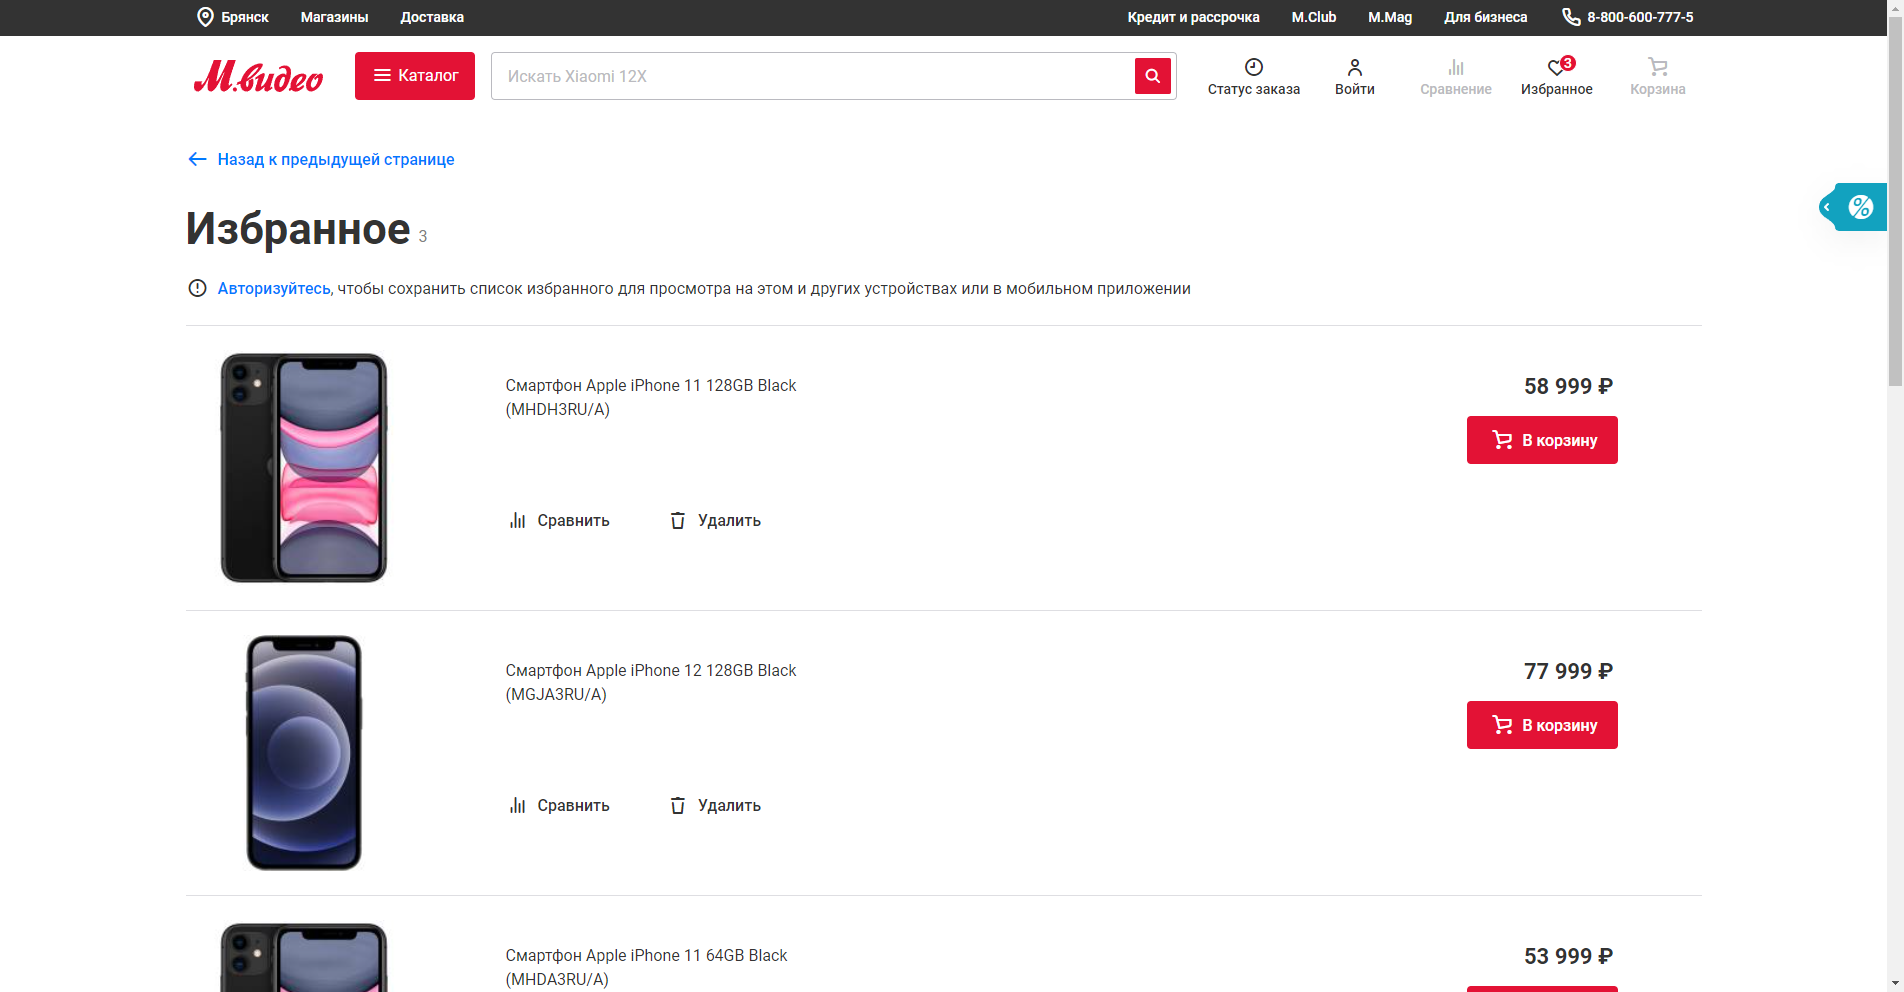 Брянск
Магазины
Доставка
Кредит и рассрочка
M.Club
M.Mag
Для бизнеса
8-800-600-777-5
М.видео
Каталог
Искать Xiaomi 12X
Статус заказа
Войти
Сравнение
3
Избранное
Корзина
Назад к предыдущей странице
%
Избранное 3
Авторизуйтесь, чтобы сохранить список избранного для просмотра на этом и других устройствах или в мобильном приложении
Смартфон Apple iPhone 11 128GB Black
(MHDH3RU/A)
58 999 ₽
В корзину
Сравнить
Удалить
Смартфон Apple iPhone 12 128GB Black
(MGJA3RU/A)
77 999 ₽
В корзину
Сравнить
Удалить
Смартфон Apple iPhone 11 64GB Black
(MHDA3RU/A)
53 999 ₽